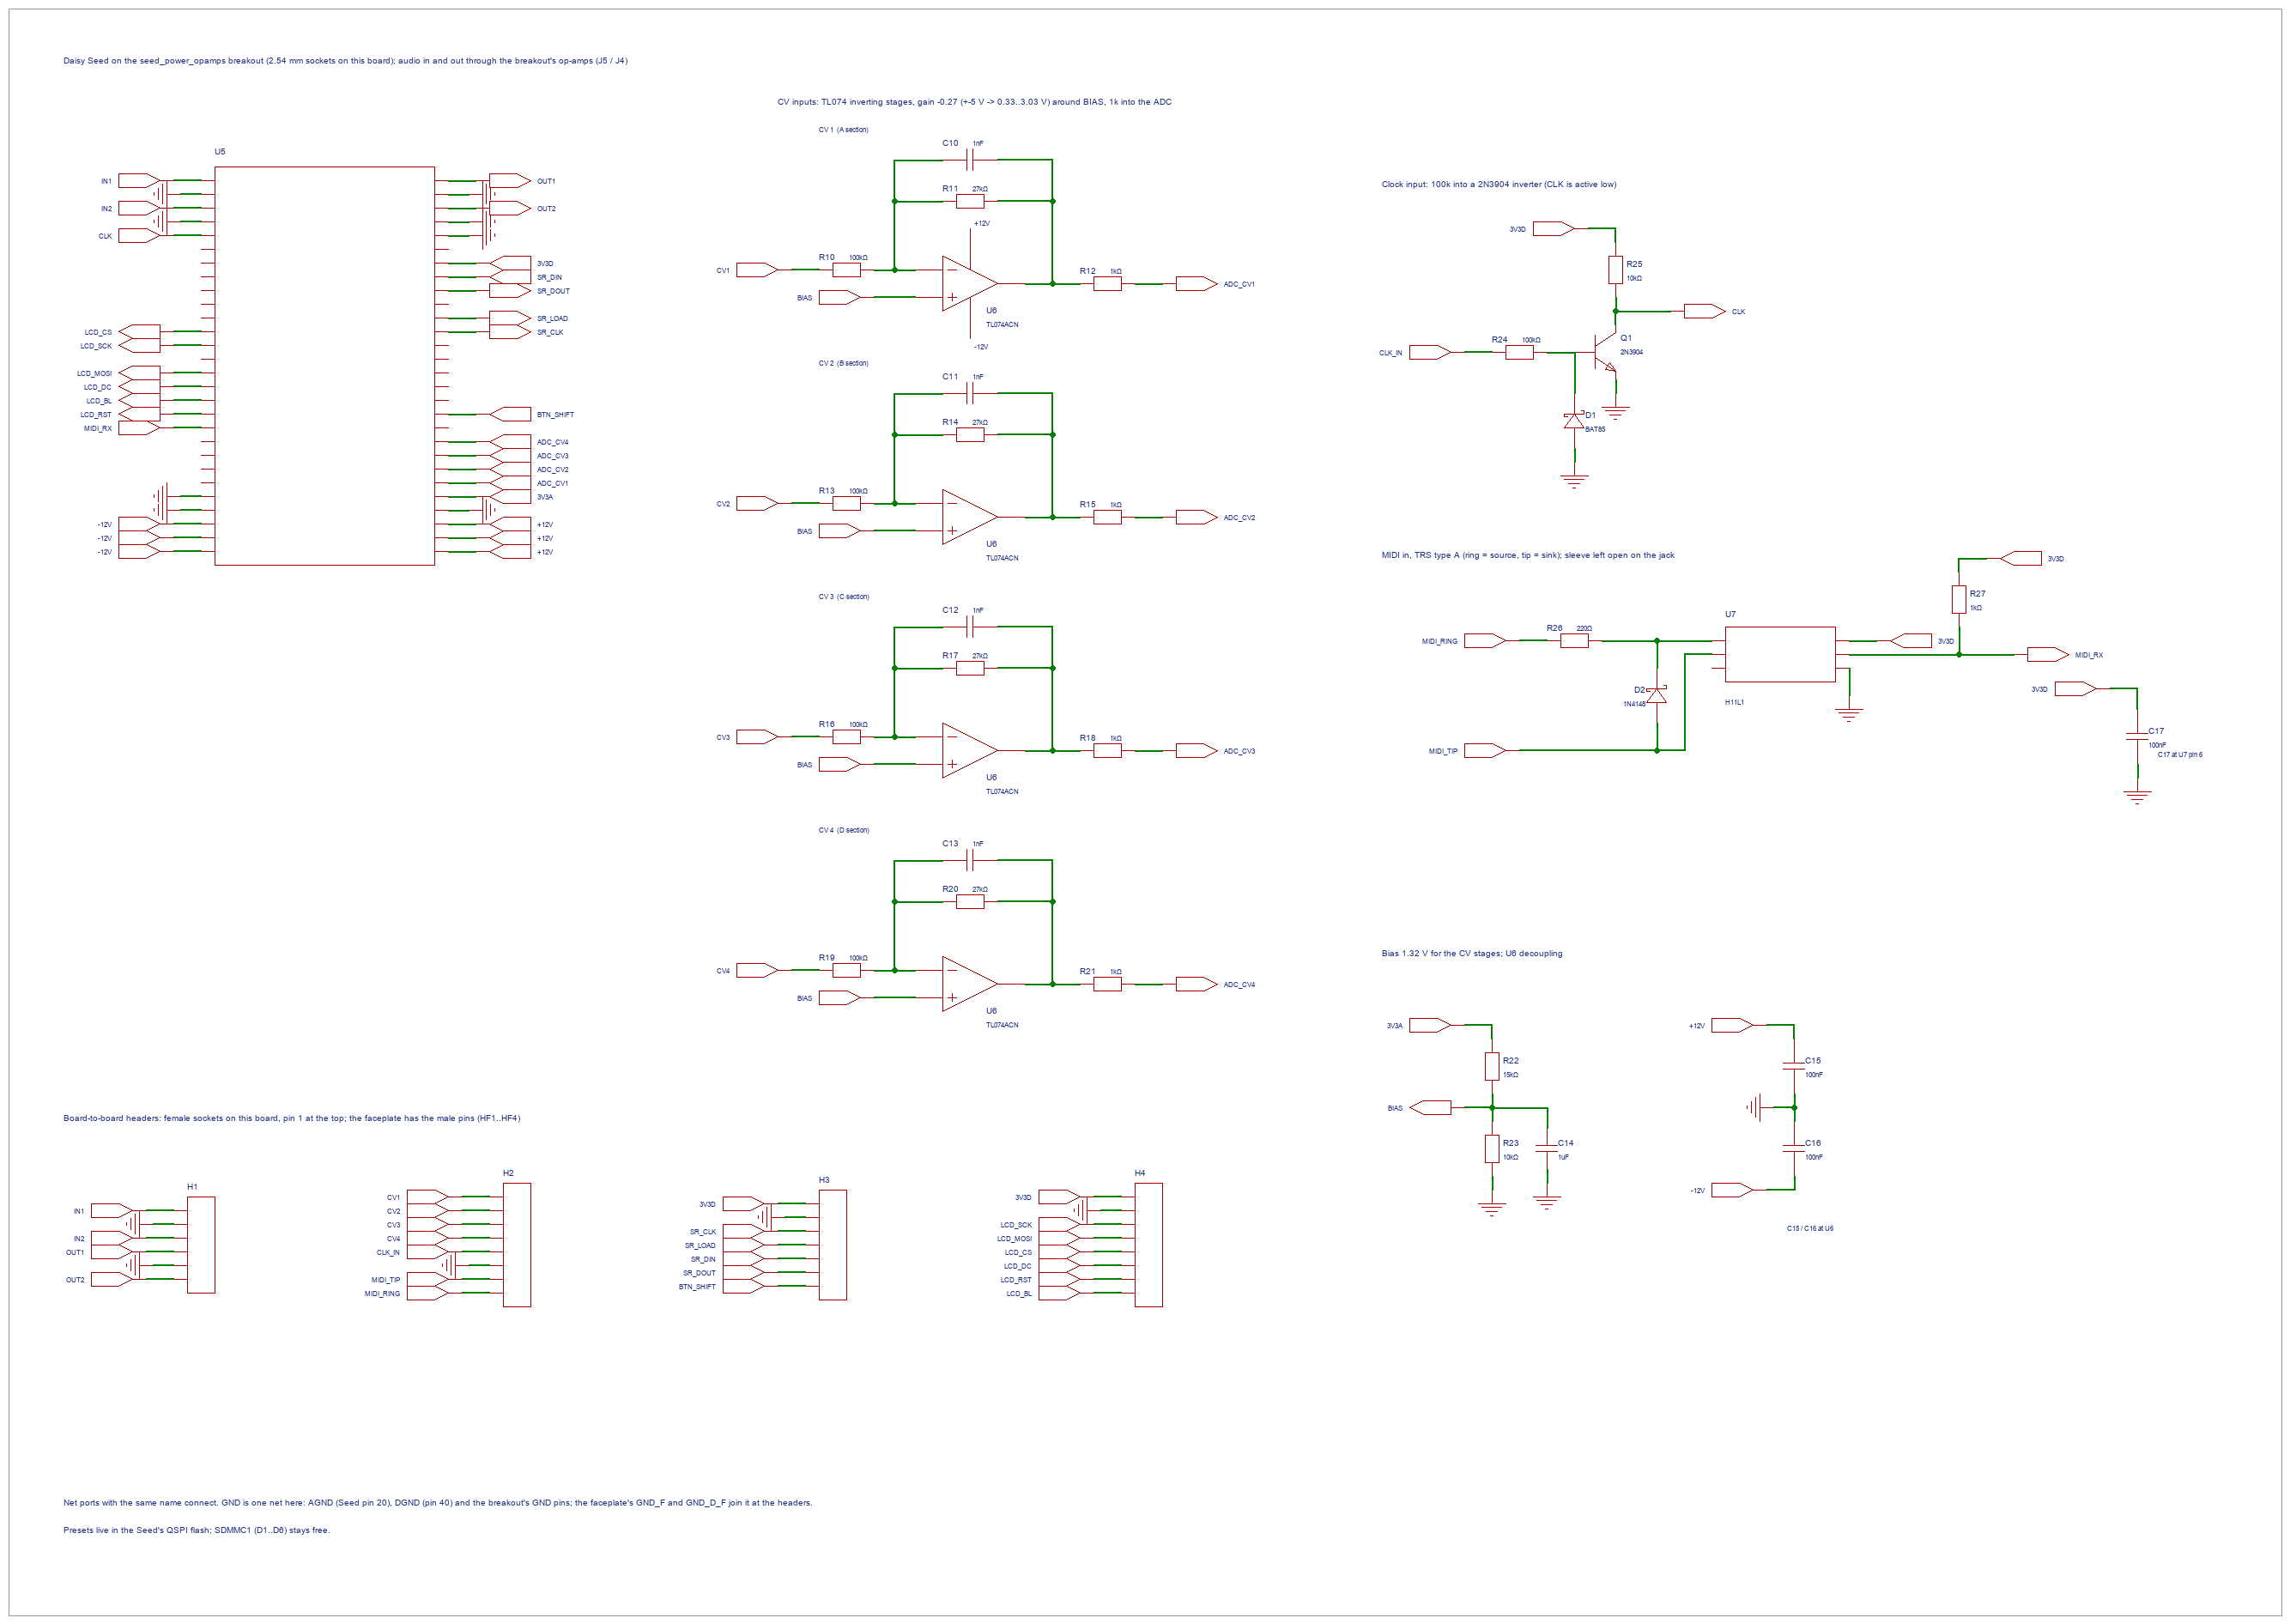 Daisy Seed on the seed_power_opamps breakout (2.54 mm sockets on this board); audio in and out through the breakout's op-amps (J5 / J4)
U5
IN1
IN2
CLK
LCD_CS
LCD_SCK
LCD_MOSI
LCD_DC
LCD_BL
LCD_RST
MIDI_RX
-12V
-12V
-12V
OUT1
OUT2
3V3D
SR_DIN
SR_DOUT
SR_LOAD
SR_CLK
BTN_SHIFT
ADC_CV4
ADC_CV3
ADC_CV2
ADC_CV1
3V3A
+12V
+12V
+12V
CV inputs: TL074 inverting stages, gain -0.27 (+-5 V -> 0.33..3.03 V) around BIAS, 1k into the ADC
CV 1 (A section)
C10 1nF
R11 27kΩ
+12V
CV1
R10 100kΩ
BIAS
R12 1kΩ
ADC_CV1
U6
TL074ACN
-12V
CV 2 (B section)
C11 1nF
R14 27kΩ
CV2
R13 100kΩ
BIAS
R15 1kΩ
ADC_CV2
U6
TL074ACN
CV 3 (C section)
C12 1nF
R17 27kΩ
CV3
R16 100kΩ
BIAS
R18 1kΩ
ADC_CV3
U6
TL074ACN
CV 4 (D section)
C13 1nF
R20 27kΩ
CV4
R19 100kΩ
BIAS
R21 1kΩ
ADC_CV4
U6
TL074ACN
Clock input: 100k into a 2N3904 inverter (CLK is active low)
3V3D
R25
10kΩ
CLK
CLK_IN
R24 100kΩ
Q1
2N3904
D1
BAT85
MIDI in, TRS type A (ring = source, tip = sink); sleeve left open on the jack
3V3D
R27
1kΩ
U7
MIDI_RING
R26 220Ω
3V3D
MIDI_RX
D2
1N4148
H11L1
MIDI_TIP
3V3D
C17
100nF
C17 at U7 pin 6
Bias 1.32 V for the CV stages; U6 decoupling
3V3A
R22
15kΩ
BIAS
R23
10kΩ
C14
1uF
+12V
C15
100nF
C16
100nF
-12V
C15 / C16 at U6
Board-to-board headers: female sockets on this board, pin 1 at the top; the faceplate has the male pins (HF1..HF4)
H1
IN1
IN2
OUT1
OUT2
H2
CV1
CV2
CV3
CV4
CLK_IN
MIDI_TIP
MIDI_RING
H3
3V3D
SR_CLK
SR_LOAD
SR_DIN
SR_DOUT
BTN_SHIFT
H4
3V3D
LCD_SCK
LCD_MOSI
LCD_CS
LCD_DC
LCD_RST
LCD_BL
Net ports with the same name connect. GND is one net here: AGND (Seed pin 20), DGND (pin 40) and the breakout's GND pins; the faceplate's GND_F and GND_D_F join it at the headers.
Presets live in the Seed's QSPI flash; SDMMC1 (D1..D6) stays free.